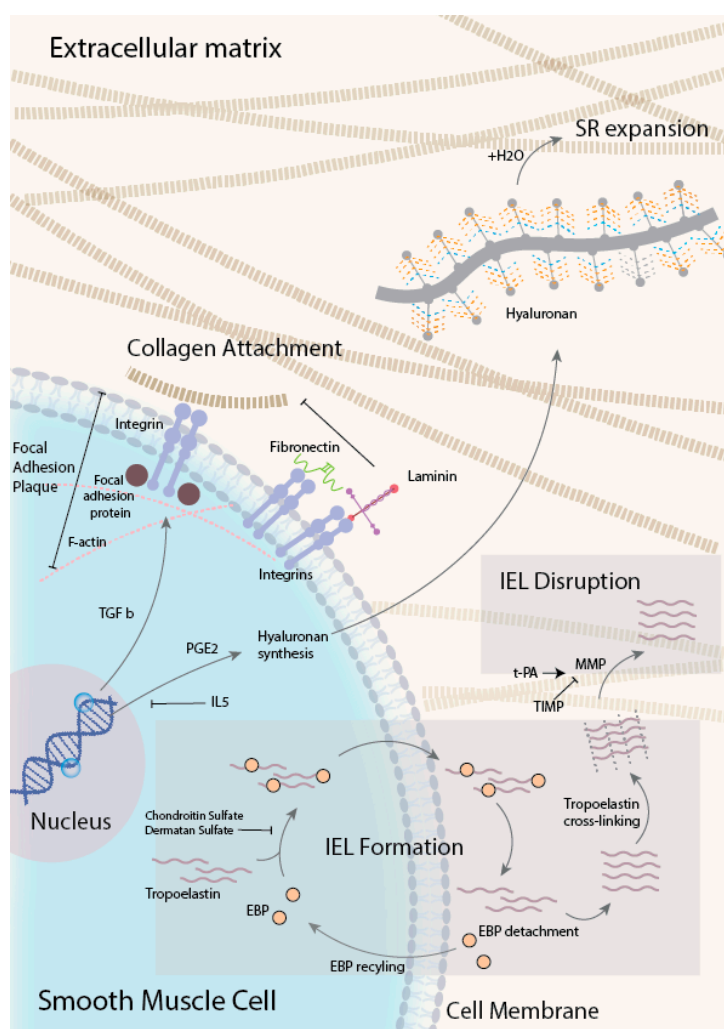 Extracellular matrix
SR expansion
+H2O
Hyaluronan
Collagen Attachment
Integrin
Fibronectin
Focal
Adhesion
Plaque
Focal
adhesion
protein
Laminin
F-actin
Integrins
IEL Disruption
TGF b
Hyaluronan
synthesis
PGE2
t-PA
MMP
TIMP
IL5
Nucleus
Chondroitin Sulfate
Dermatan Sulfate
IEL Formation
Tropoelastin
cross-linking
Tropoelastin
EBP
EBP detachment
EBP recyling
Smooth Muscle Cell
Cell Membrane